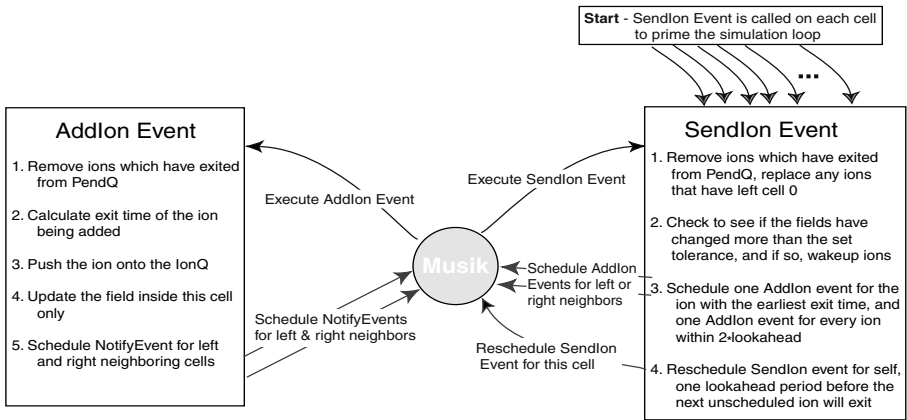 Start - SendIon Event is called on each cell
to prime the simulation loop
...
AddIon Event
1. Remove ions which have exited
from PendQ
2. Calculate exit time of the ion
being added
3. Push the ion onto the IonQ
4. Update the field inside this cell
only
5. Schedule NotifyEvent for left
and right neighboring cells
Execute AddIon Event
Execute SendIon Event
Musik
Schedule NotifyEvents
for left & right neighbors
Schedule AddIon
Events for left or
right neighbors
Reschedule SendIon
Event for this cell
SendIon Event
1. Remove ions which have exited
from PendQ, replace any ions
that have left cell 0
2. Check to see if the fields have
changed more than the set
tolerance, and if so, wakeup ions
3. Schedule one AddIon event for the
ion with the earliest exit time, and
one AddIon event for every ion
within 2*lookahead
4. Reschedule SendIon event for self,
one lookahead period before the
next unscheduled ion will exit